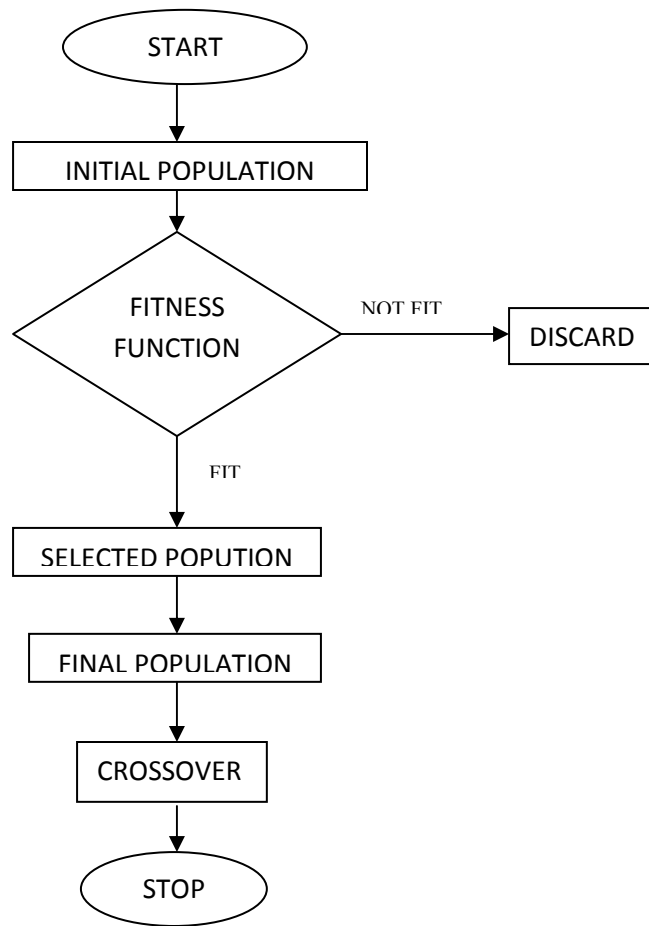 START
INITIAL POPULATION
FITNESS
FUNCTION
NOT FIT
DISCARD
FIT
SELECTED POPUTION
FINAL POPULATION
CROSSOVER
STOP